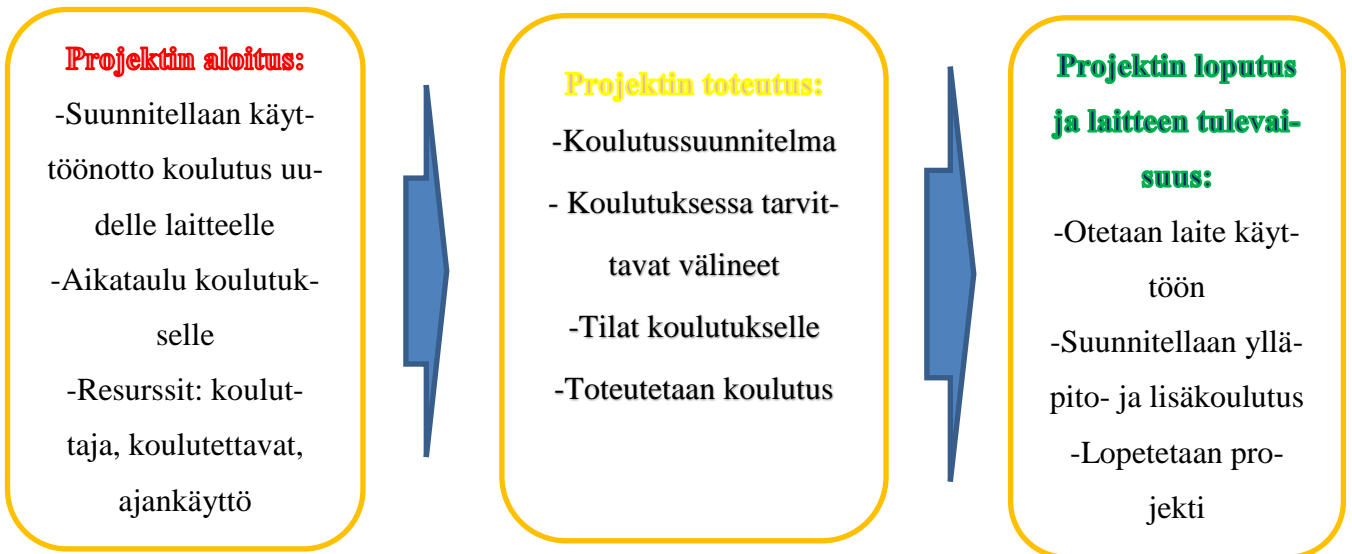 Projektin aloitus:
-Suunnitellaan käyt-
töönotto koulutus uu-
delle laitteelle
-Aikataulu koulutuk-
selle
-Resurssit: koulut-
taja, koulutettavat,
ajankäyttö
Projektin toteutus:
-Koulutussuunnitelma
- Koulutuksessa tarvit-
tavat välineet
-Tilat koulutukselle
-Toteutetaan koulutus
Projektin loputus
ja laitteen tulevai-
suus:
-Otetaan laite käyt-
töön
-Suunnitellaan yllä-
pito- ja lisäkoulutus
-Lopetetaan pro-
jekti